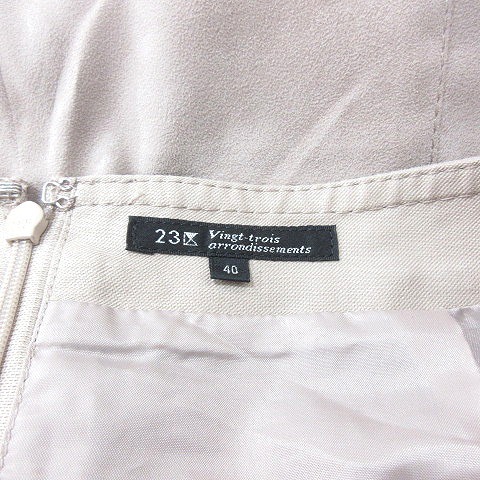 23区 Vingt-trois
arrondissements
40